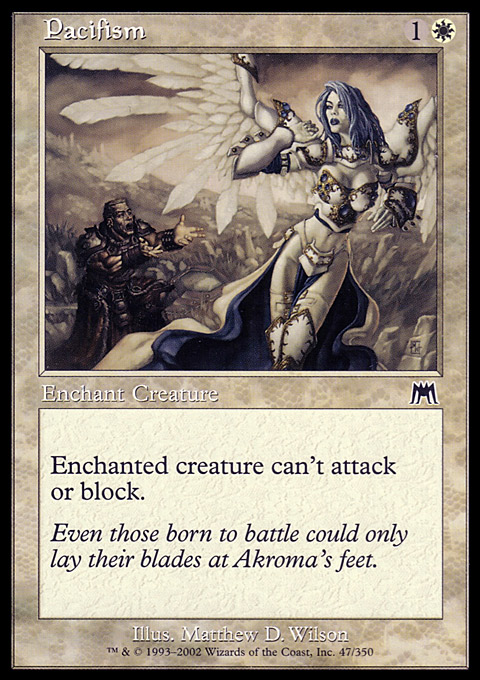 Pacifism 1
Enchant Creature
Enchanted creature can't attack
or block.
Even those born to battle could only
lay their blades at Akroma's feet.
Illus. Matthew D. Wilson
™ & © 1993–2002 Wizards of the Coast, Inc. 47/350